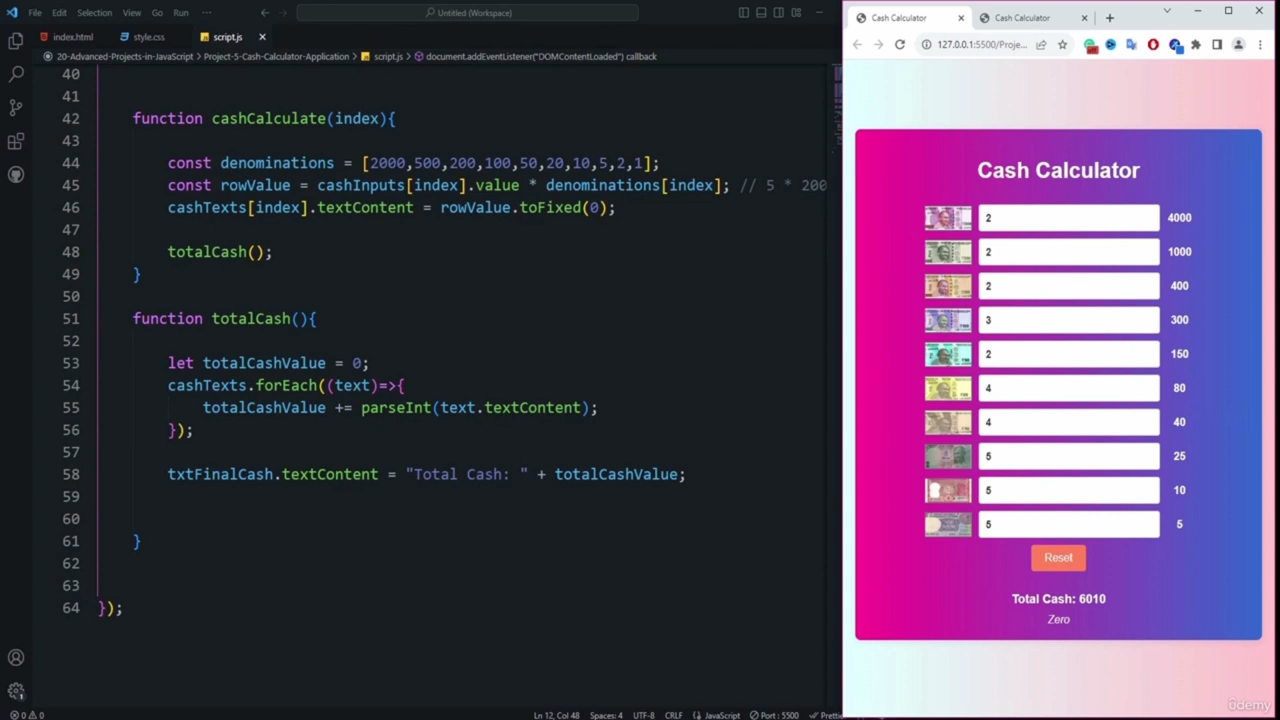 File Edit Selection View Go Run ··· Untitled (Workspace)
index.html style.css script.js
20-Advanced-Projects-in-JavaScript > Project-5-Cash-Calculator-Application > script.js > document.addEventListener("DOMContentLoaded") callback
40
41
42 function cashCalculate(index){
43
44 const denominations = [2000,500,200,100,50,20,10,5,2,1];
45 const rowValue = cashInputs[index].value * denominations[index]; // 5 * 200
46 cashTexts[index].textContent = rowValue.toFixed(0);
47
48 totalCash();
49 }
50
51 function totalCash(){
52
53 let totalCashValue = 0;
54 cashTexts.forEach((text)=>{
55 totalCashValue += parseInt(text.textContent);
56 });
57
58 txtFinalCash.textContent = "Total Cash: " + totalCashValue;
59
60
61 }
62
63
64 });
0 0 Ln 12, Col 48 Spaces: 4 UTF-8 CRLF JavaScript Port : 5500
Cash Calculator Cash Calculator
127.0.0.1:5500/Proje...
Cash Calculator
2 4000
2 1000
2 400
3 300
2 150
4 80
4 40
5 25
5 10
5 5
Reset
Total Cash: 6010
Zero
ûdemy